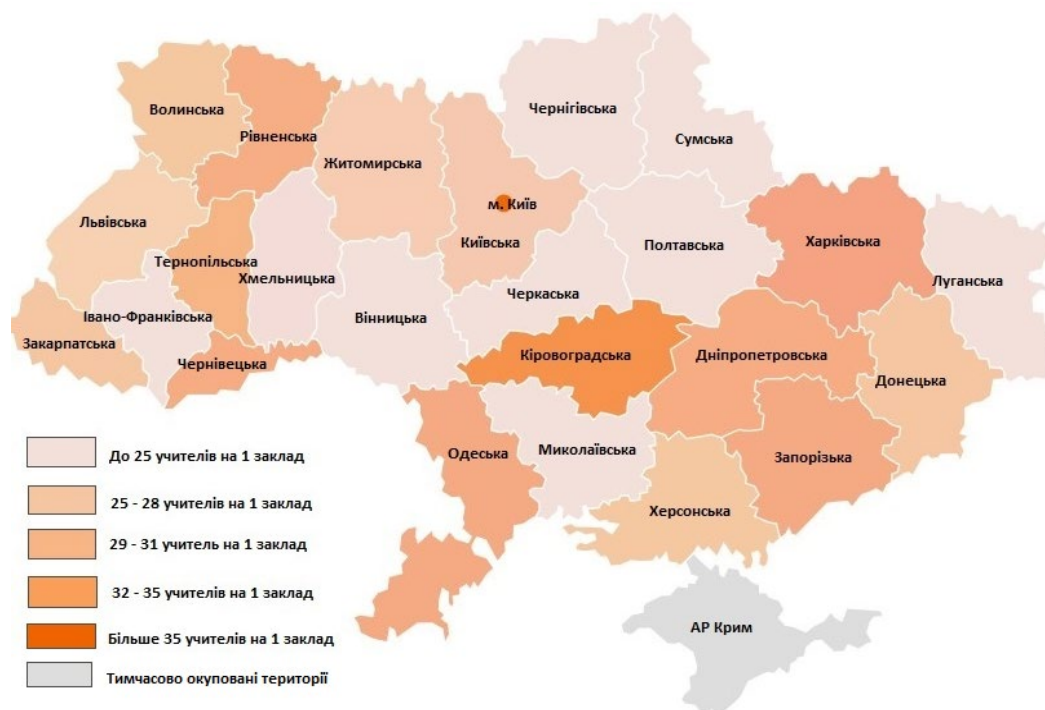 Волинська
Рівненська
Житомирська
Чернігівська
Сумська
м. Київ
Київська
Львівська
Тернопільська
Хмельницька
Полтавська
Харківська
Луганська
Черкаська
Вінницька
Івано-Франківська
Закарпатська
Чернівецька
Кіровоградська
Дніпропетровська
Донецька
Одеська
Миколаївська
Запорізька
Херсонська
АР Крим
До 25 учителів на 1 заклад
25 - 28 учителів на 1 заклад
29 - 31 учитель на 1 заклад
32 - 35 учителів на 1 заклад
Більше 35 учителів на 1 заклад
Тимчасово окуповані території